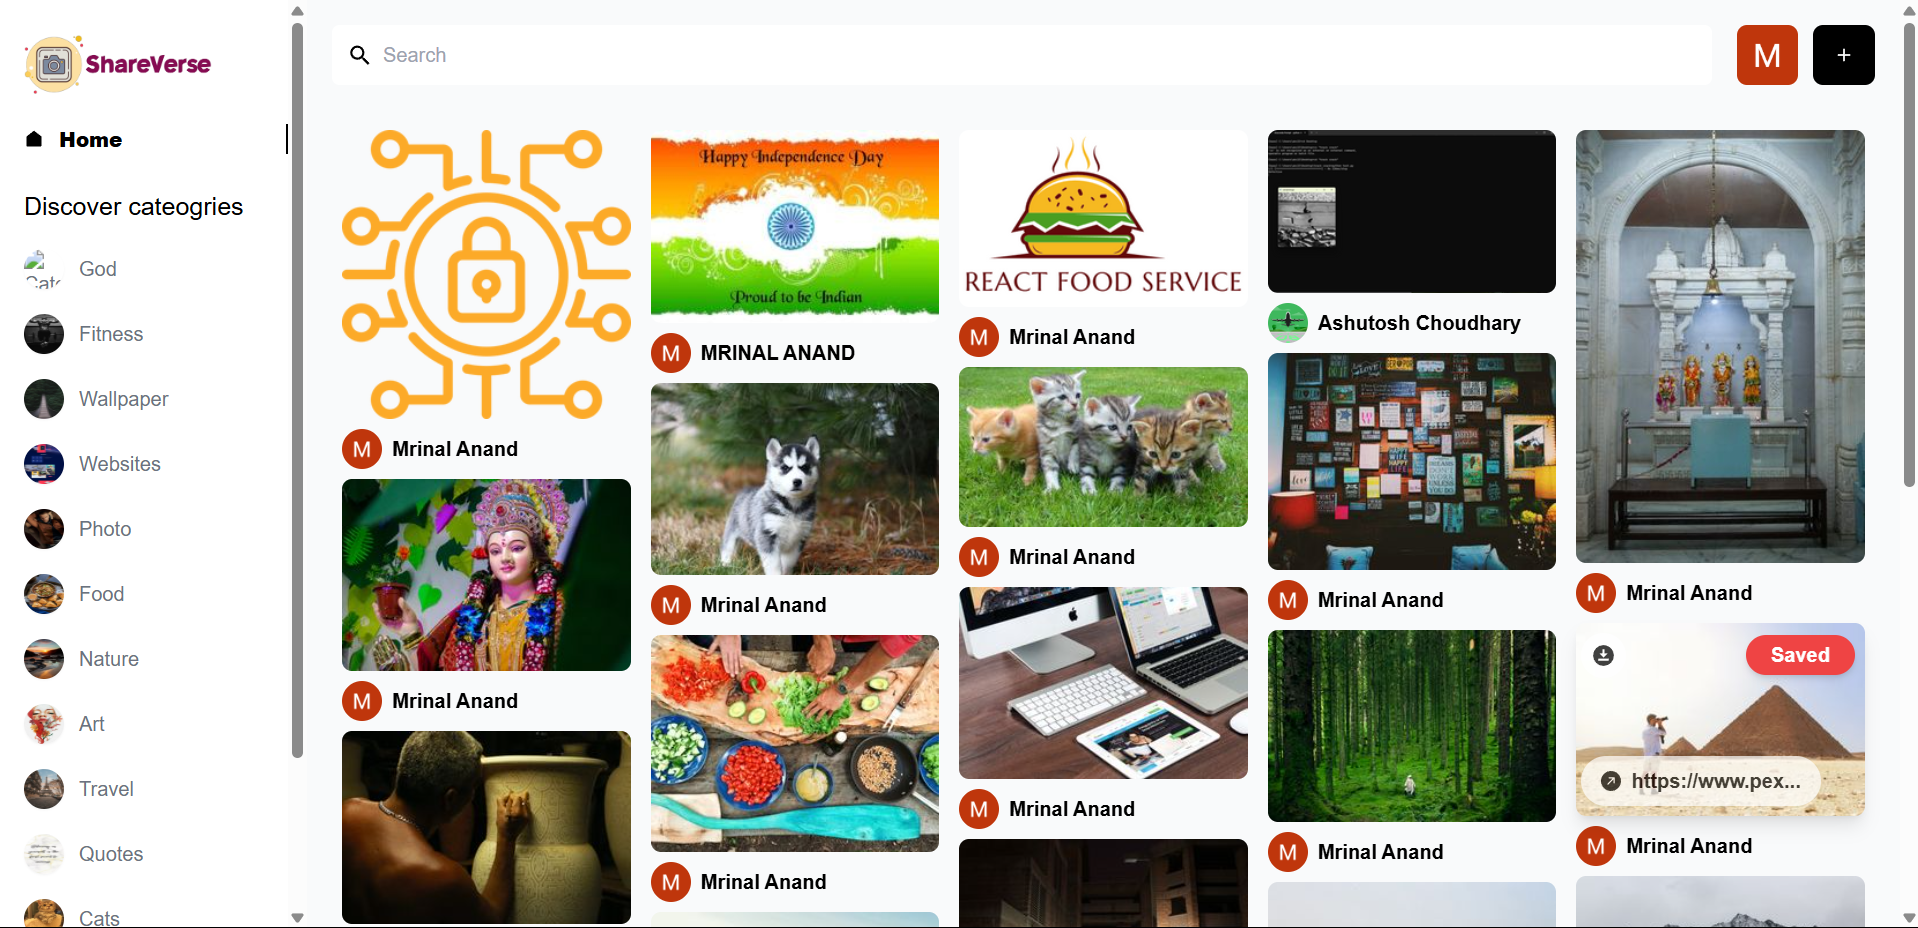 ShareVerse
Search
M
+
Home
Discover cateogries
God
Fitness
Wallpaper
Websites
Photo
Food
Nature
Art
Travel
Quotes
Cats
M Mrinal Anand
M Mrinal Anand
Happy Independence Day
Proud to be Indian
M MRINAL ANAND
M Mrinal Anand
M Mrinal Anand
REACT FOOD SERVICE
M Mrinal Anand
M Mrinal Anand
M Mrinal Anand
Ashutosh Choudhary
M Mrinal Anand
M Mrinal Anand
M Mrinal Anand
Saved
https://www.pex...
M Mrinal Anand